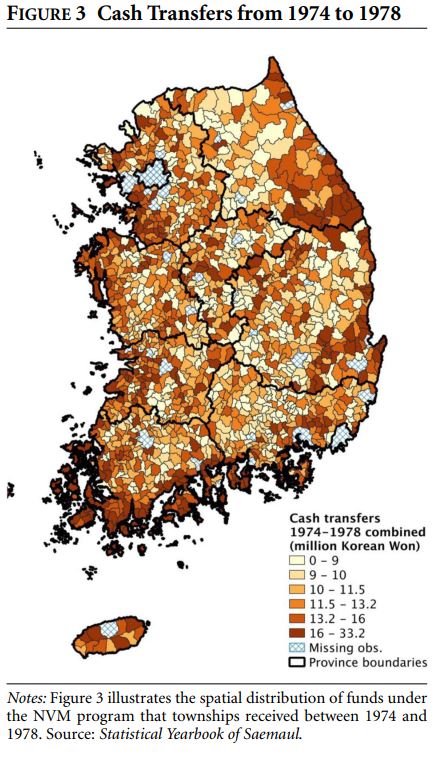 FIGURE 3 Cash Transfers from 1974 to 1978
Cash transfers
1974–1978 combined
(million Korean Won)
0 – 9
9 – 10
10 – 11.5
11.5 – 13.2
13.2 – 16
16 – 33.2
Missing obs.
Province boundaries
Notes: Figure 3 illustrates the spatial distribution of funds under
the NVM program that townships received between 1974 and
1978. Source: Statistical Yearbook of Saemaul.